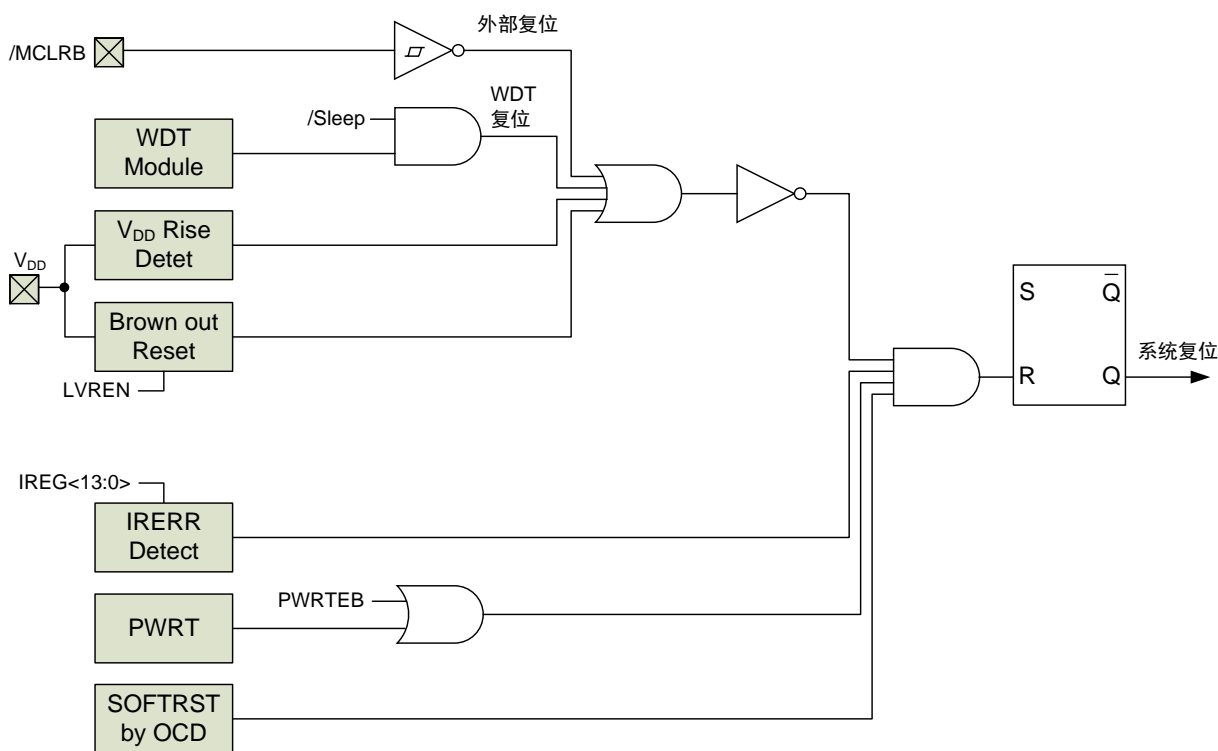 外部复位
/MCLRB
WDT
复位
/Sleep
WDT
Module
VDD Rise
Detet
VDD
Brown out
Reset
LVREN
S
Q
R
Q
系统复位
IREG<13:0>
IRERR
Detect
PWRTEB
PWRT
SOFTRST
by OCD